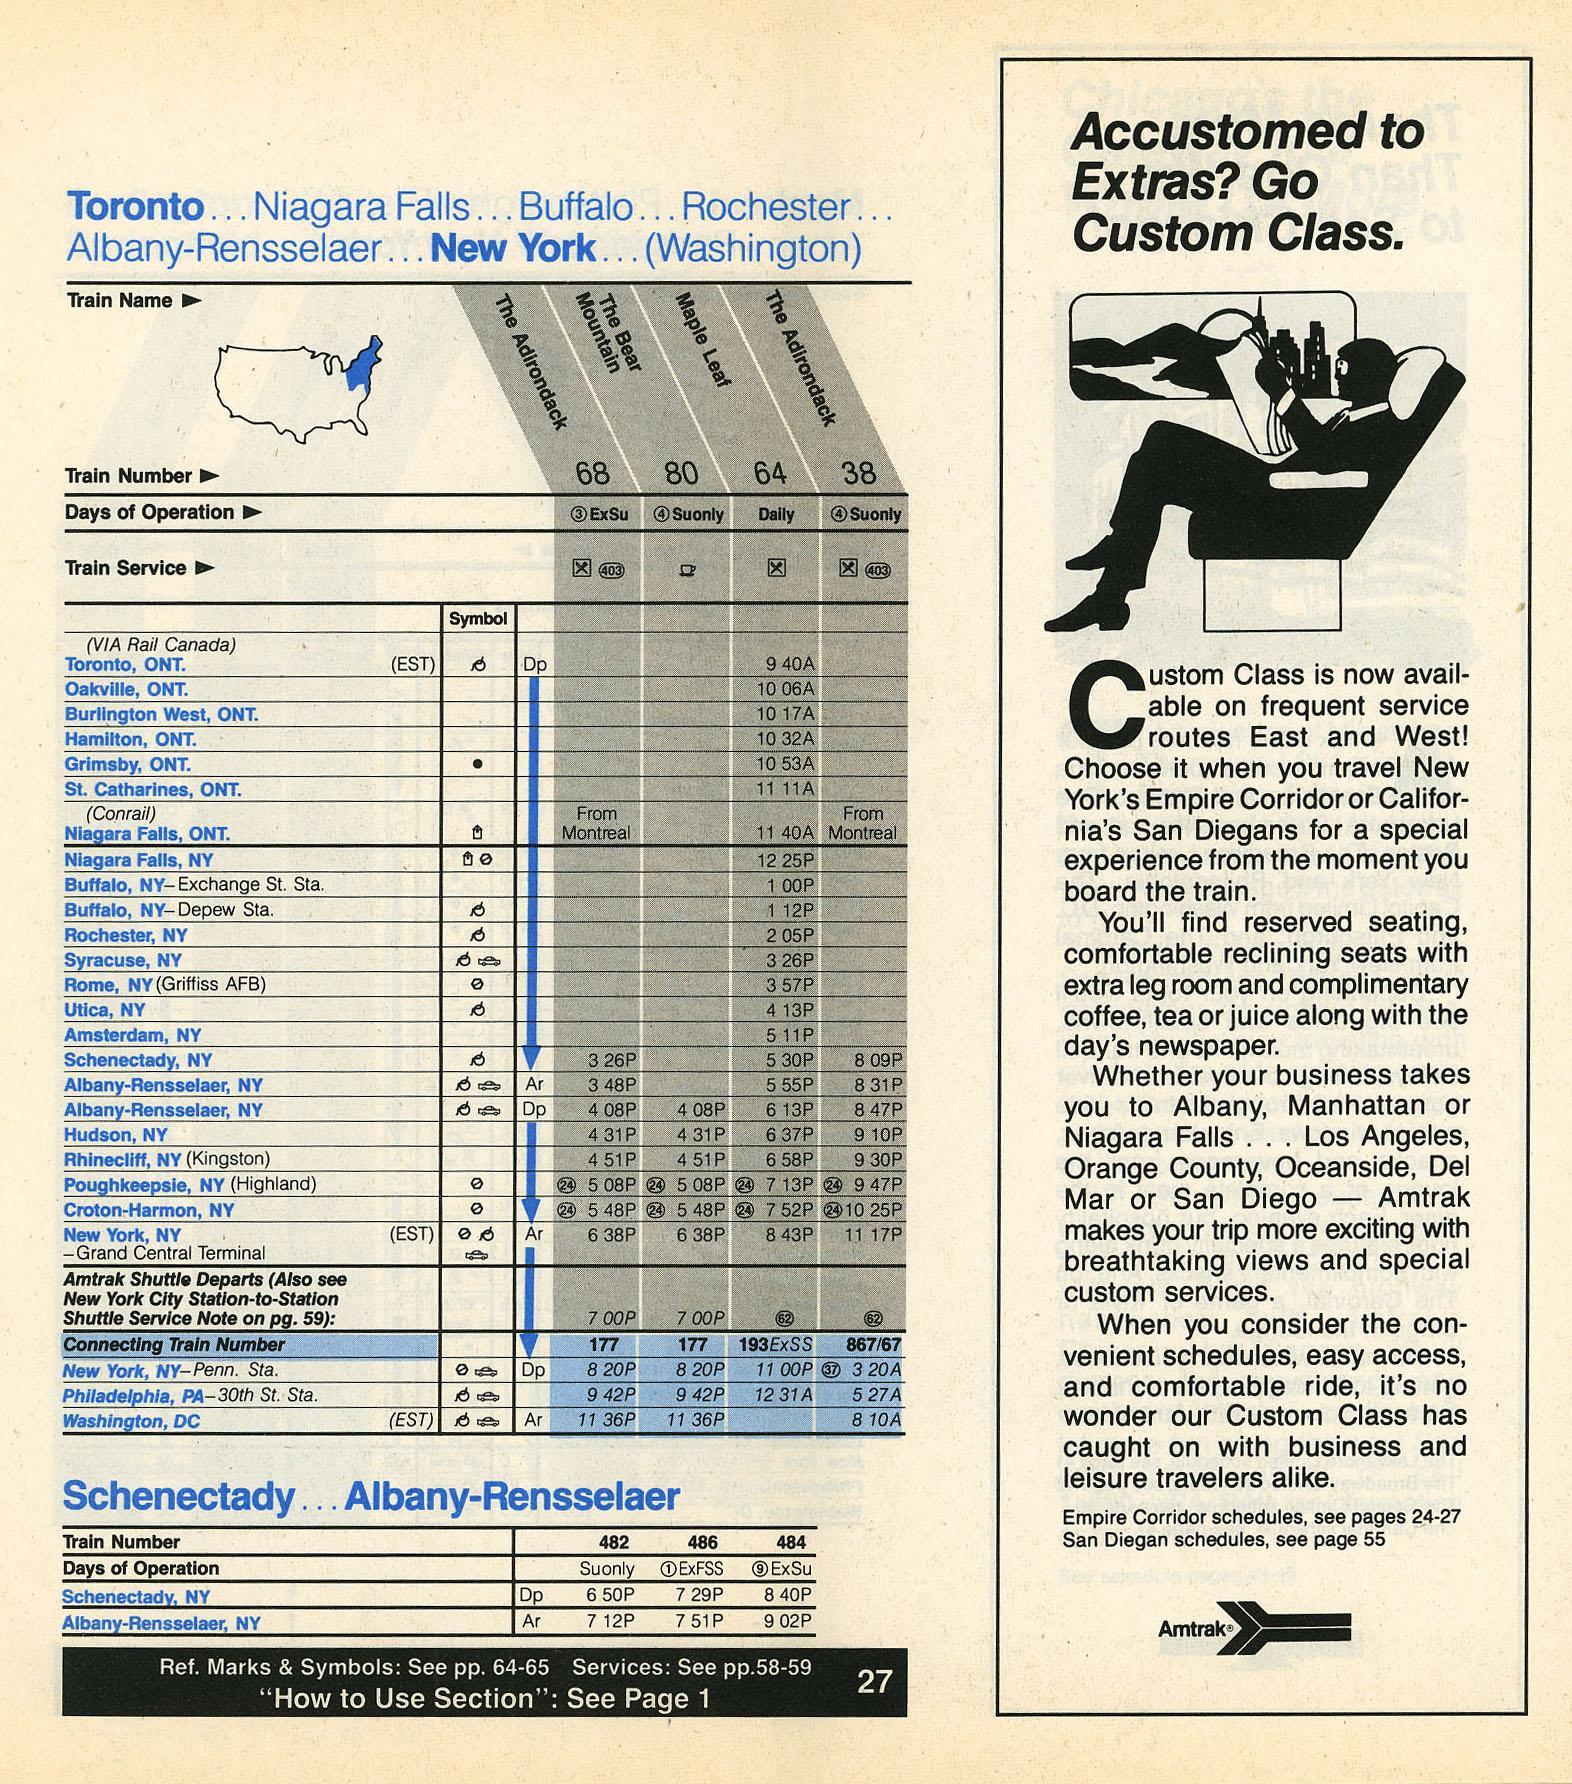 Toronto...Niagara Falls...Buffalo...Rochester...
Albany-Rensselaer...New York...(Washington)
Train Name ►
The Adirondack
The Bear Mountain
Maple Leaf
The Adirondack
Train Number ► 68 80 64 38
Days of Operation ► ③ExSu ④Suonly Daily ④Suonly
Train Service ► 403 403
Symbol
(VIA Rail Canada)
Toronto, ONT. (EST) Dp 9 40A
Oakville, ONT. 10 06A
Burlington West, ONT. 10 17A
Hamilton, ONT. 10 32A
Grimsby, ONT. ● 10 53A
St. Catharines, ONT. 11 11A
(Conrail) From From
Niagara Falls, ONT. Montreal 11 40A Montreal
Niagara Falls, NY 12 25P
Buffalo, NY–Exchange St. Sta. 1 00P
Buffalo, NY–Depew Sta. 1 12P
Rochester, NY 2 05P
Syracuse, NY 3 26P
Rome, NY (Griffiss AFB) 3 57P
Utica, NY 4 13P
Amsterdam, NY 5 11P
Schenectady, NY 3 26P 5 30P 8 09P
Albany-Rensselaer, NY Ar 3 48P 5 55P 8 31P
Albany-Rensselaer, NY Dp 4 08P 4 08P 6 13P 8 47P
Hudson, NY 4 31P 4 31P 6 37P 9 10P
Rhinecliff, NY (Kingston) 4 51P 4 51P 6 58P 9 30P
Poughkeepsie, NY (Highland) ㉔ 5 08P ㉔ 5 08P ㉔ 7 13P ㉔ 9 47P
Croton-Harmon, NY ㉔ 5 48P ㉔ 5 48P ㉔ 7 52P ㉔ 10 25P
New York, NY (EST) Ar 6 38P 6 38P 8 43P 11 17P
–Grand Central Terminal
Amtrak Shuttle Departs (Also see
New York City Station-to-Station
Shuttle Service Note on pg. 59): 7 00P 7 00P 62 62
Connecting Train Number 177 177 193ExSS 867/67
New York, NY–Penn. Sta. Dp 8 20P 8 20P 11 00P ㊲ 3 20A
Philadelphia, PA–30th St. Sta. 9 42P 9 42P 12 31A 5 27A
Washington, DC (EST) Ar 11 36P 11 36P 8 10A
Schenectady...Albany-Rensselaer
Train Number 482 486 484
Days of Operation Suonly ①ExFSS ⑨ExSu
Schenectady, NY Dp 6 50P 7 29P 8 40P
Albany-Rensselaer, NY Ar 7 12P 7 51P 9 02P
Ref. Marks & Symbols: See pp. 64-65 Services: See pp.58-59
"How to Use Section": See Page 1
27
Accustomed to
Extras? Go
Custom Class.
Custom Class is now avail-
able on frequent service
routes East and West!
Choose it when you travel New
York's Empire Corridor or Califor-
nia's San Diegans for a special
experience from the moment you
board the train.
You'll find reserved seating,
comfortable reclining seats with
extra leg room and complimentary
coffee, tea or juice along with the
day's newspaper.
Whether your business takes
you to Albany, Manhattan or
Niagara Falls . . . Los Angeles,
Orange County, Oceanside, Del
Mar or San Diego — Amtrak
makes your trip more exciting with
breathtaking views and special
custom services.
When you consider the con-
venient schedules, easy access,
and comfortable ride, it's no
wonder our Custom Class has
caught on with business and
leisure travelers alike.
Empire Corridor schedules, see pages 24-27
San Diegan schedules, see page 55
Amtrak®